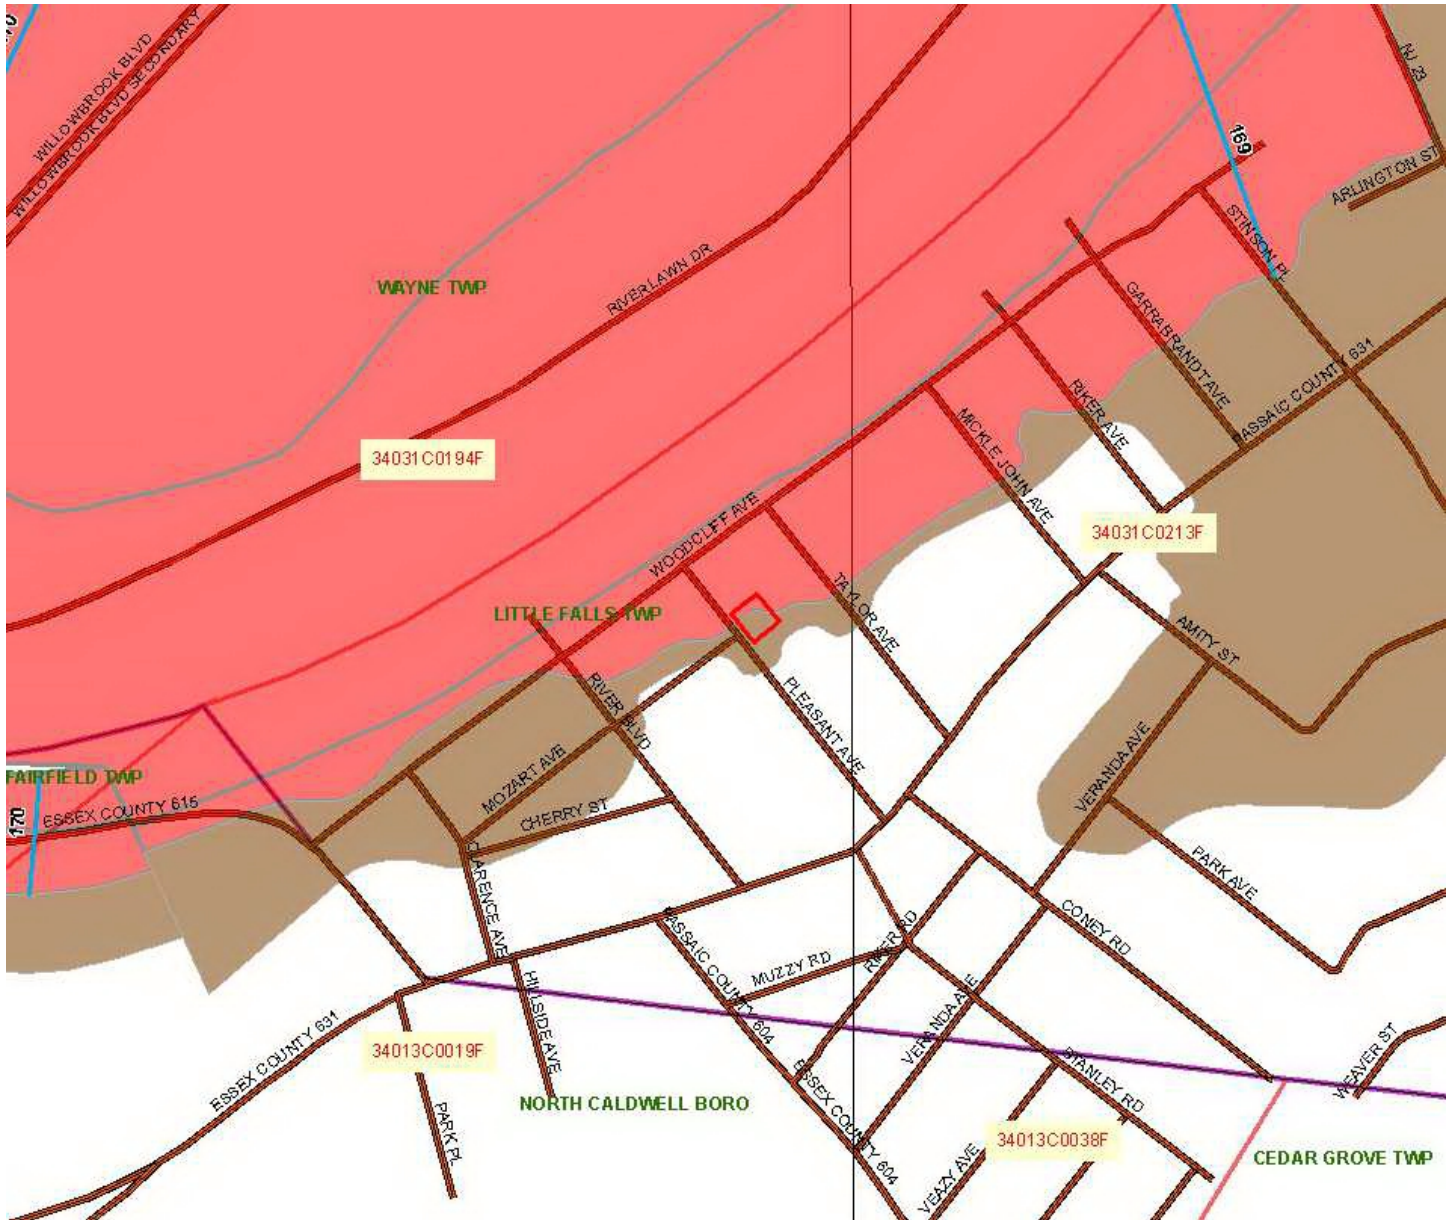 WILLOWBROOK BLVD
WILLOWBROOK BLVD SECONDARY
NJ 23
169
ARLINGTON ST
STINSON PL
WAYNE TWP
RIVERLAWN DR
GARRABRANDT AVE
PASSAIC COUNTY 631
RIKER AVE
MICKLE JOHN AVE
34031C0194F
WOODCLIFF AVE
34031C0213F
TAYLOR AVE
LITTLE FALLS TWP
AMITY ST
RIVER BLVD
PLEASANT AVE
VERANDA AVE
MOZART AVE
FAIRFIELD TWP
170
ESSEX COUNTY 615
CHERRY ST
CLARENCE AVE
PARK AVE
CONEY RD
PASSAIC COUNTY 604
RIKER RD
MUZZY RD
HILLSIDE AVE
VERANDA AVE
ESSEX COUNTY 631
34013C0019F
ESSEX COUNTY 604
STANLEY RD
WEAVER ST
NORTH CALDWELL BORO
PARK PL
34013C0038F
VEAZY AVE
CEDAR GROVE TWP